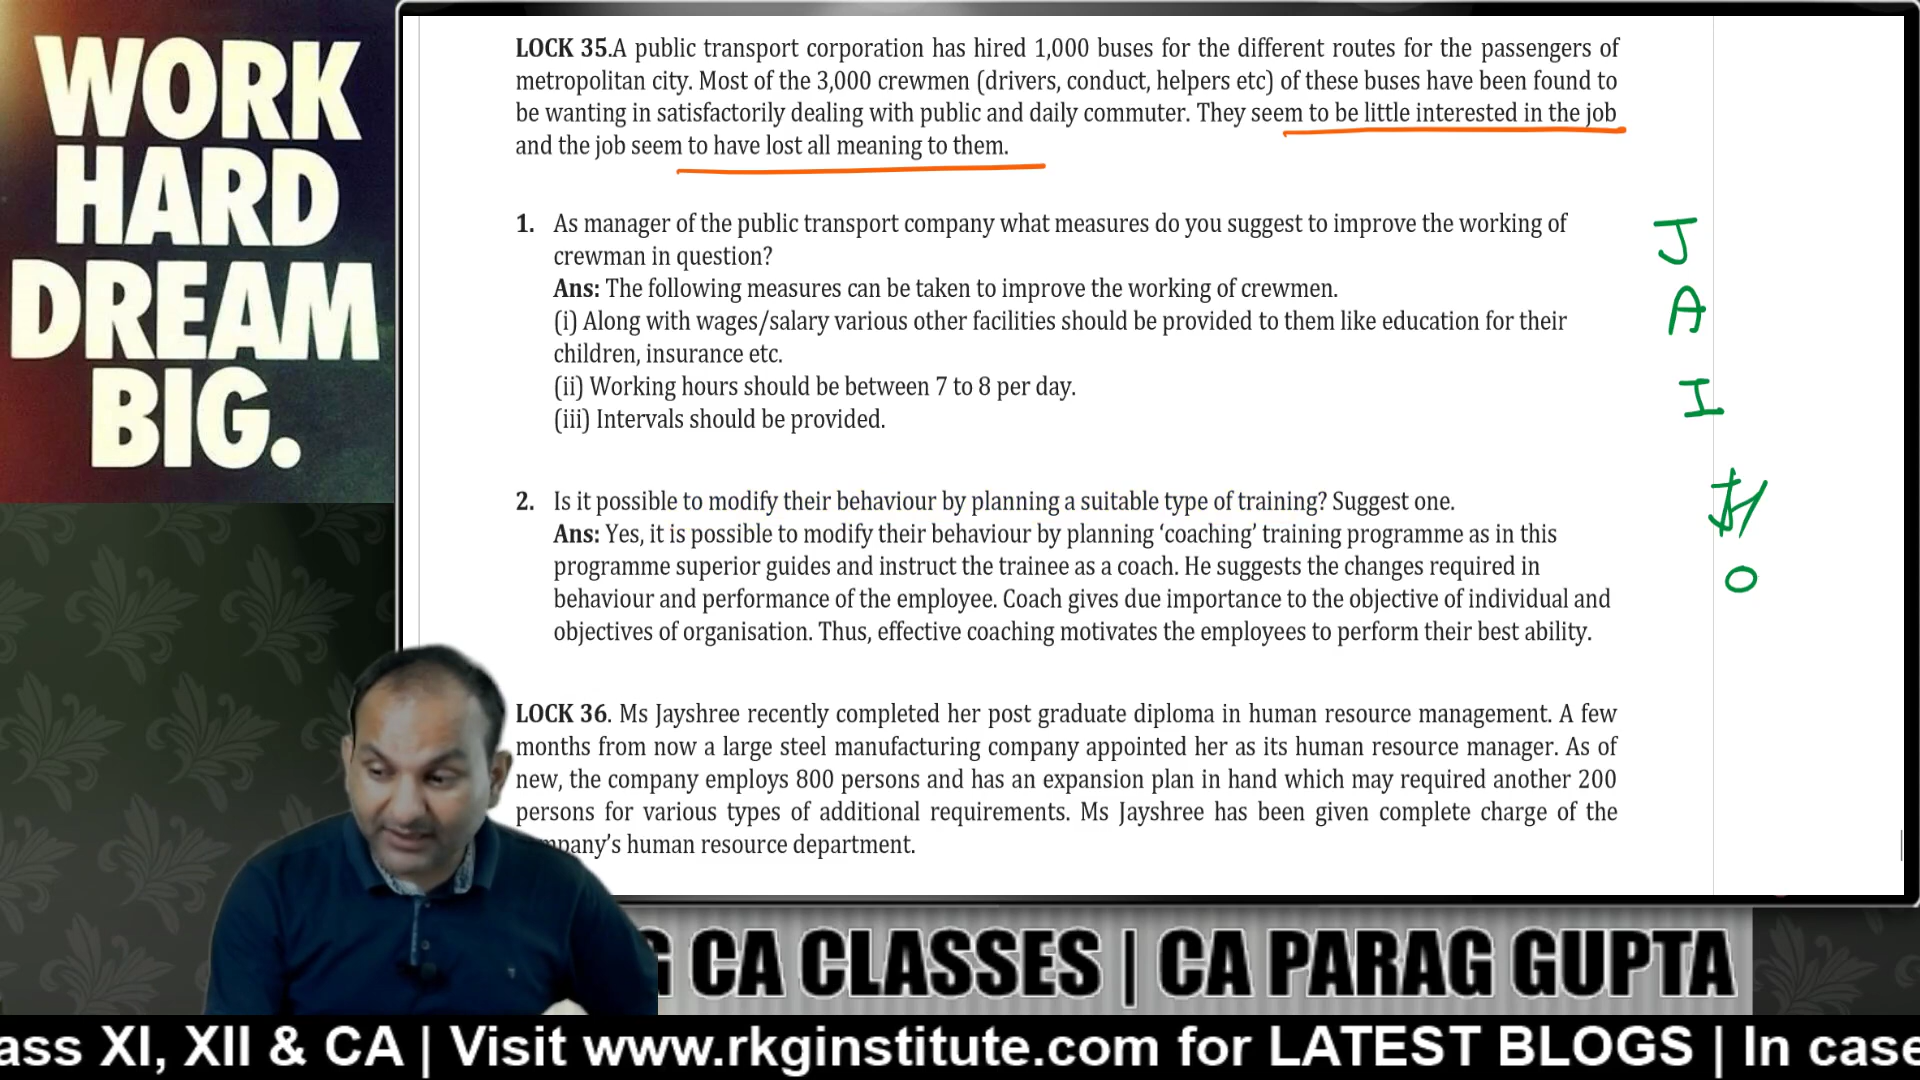 WORK
HARD
DREAM
BIG.
LOCK 35.A public transport corporation has hired 1,000 buses for the different routes for the passengers of
metropolitan city. Most of the 3,000 crewmen (drivers, conduct, helpers etc) of these buses have been found to
be wanting in satisfactorily dealing with public and daily commuter. They seem to be little interested in the job
and the job seem to have lost all meaning to them.
1. As manager of the public transport company what measures do you suggest to improve the working of
crewman in question?
Ans: The following measures can be taken to improve the working of crewmen.
(i) Along with wages/salary various other facilities should be provided to them like education for their
children, insurance etc.
(ii) Working hours should be between 7 to 8 per day.
(iii) Intervals should be provided.
2. Is it possible to modify their behaviour by planning a suitable type of training? Suggest one.
Ans: Yes, it is possible to modify their behaviour by planning ‘coaching’ training programme as in this
programme superior guides and instruct the trainee as a coach. He suggests the changes required in
behaviour and performance of the employee. Coach gives due importance to the objective of individual and
objectives of organisation. Thus, effective coaching motivates the employees to perform their best ability.
LOCK 36. Ms Jayshree recently completed her post graduate diploma in human resource management. A few
months from now a large steel manufacturing company appointed her as its human resource manager. As of
new, the company employs 800 persons and has an expansion plan in hand which may required another 200
persons for various types of additional requirements. Ms Jayshree has been given complete charge of the
mpany’s human resource department.
J
A
I
O
G CA CLASSES | CA PARAG GUPTA
ass XI, XII & CA | Visit www.rkginstitute.com for LATEST BLOGS | In case